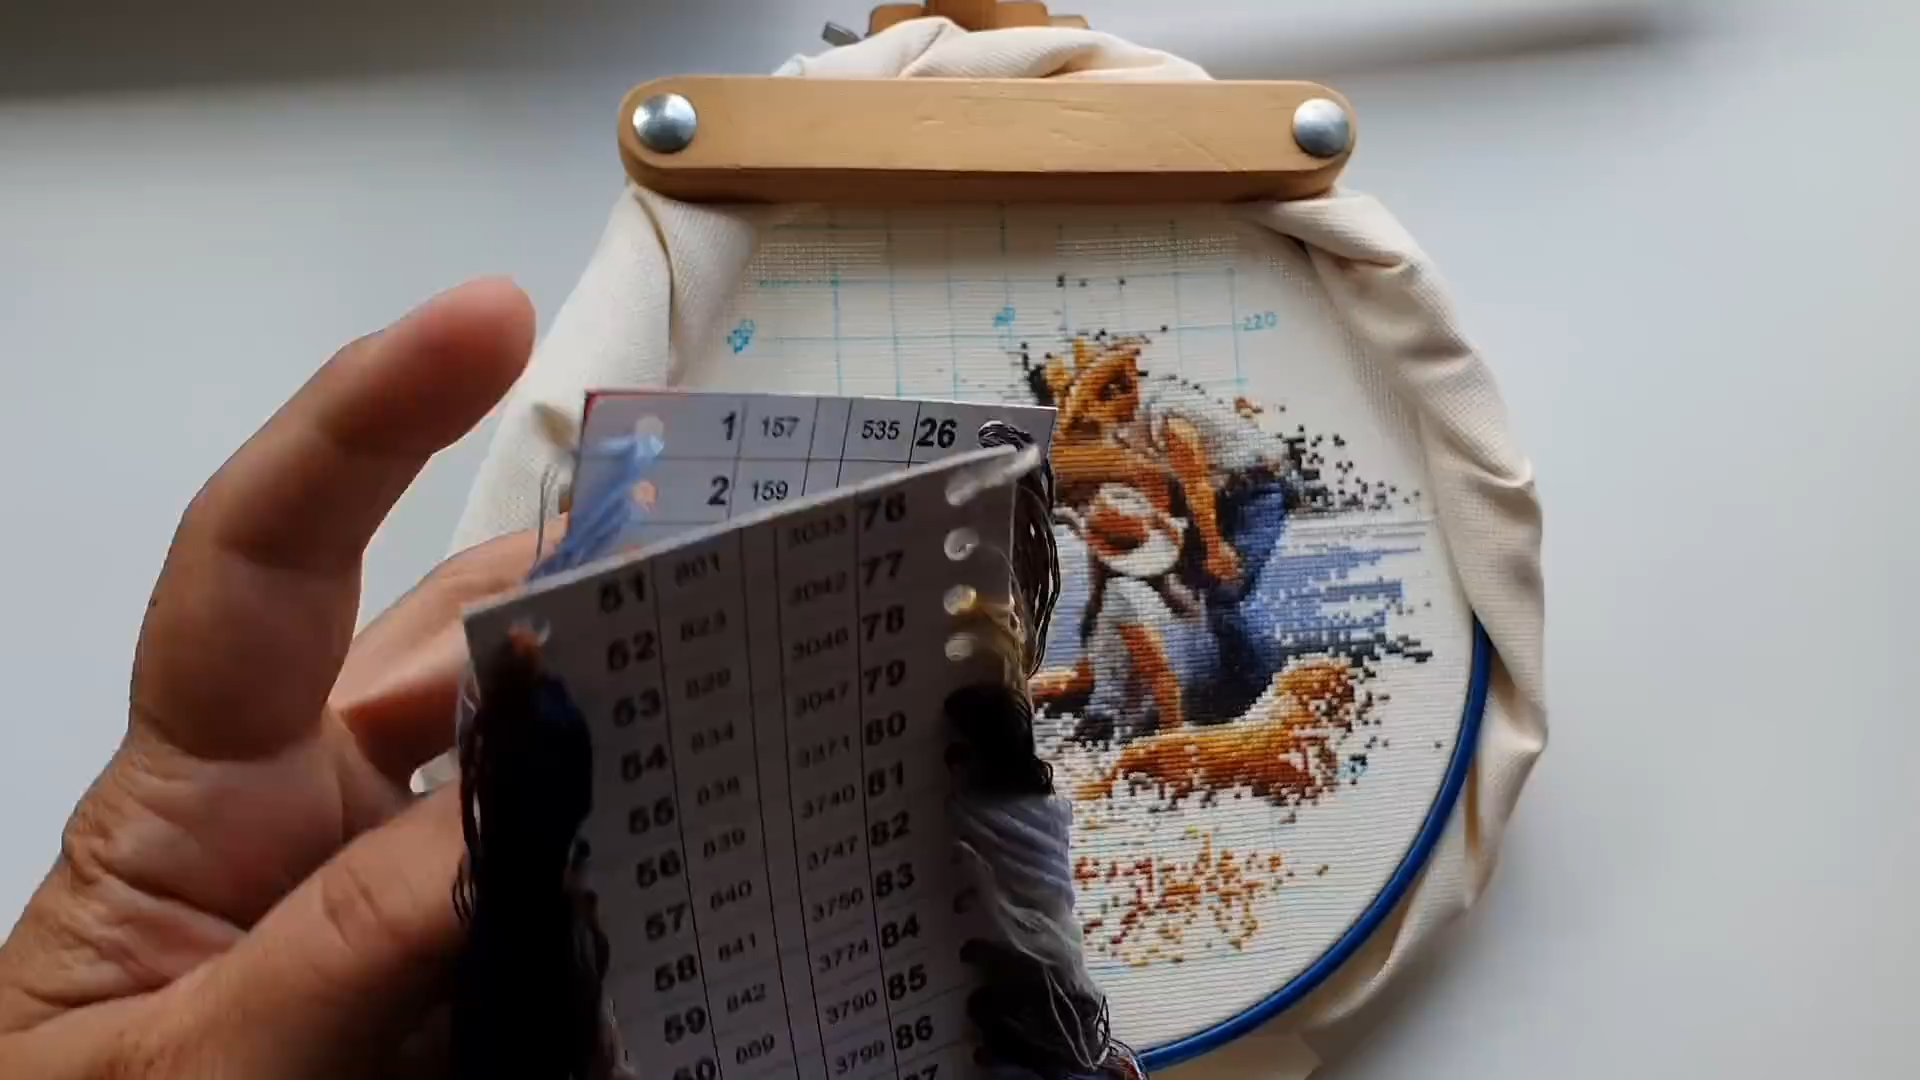 220
1 157 535 26
2 159
51 801 3033 76
52 823 3042 77
53 829 3046 78
54 834 3047 79
55 838 3371 80
56 839 3740 81
57 840 3747 82
58 841 3750 83
59 842 3774 84
60 869 3790 85
3799 86